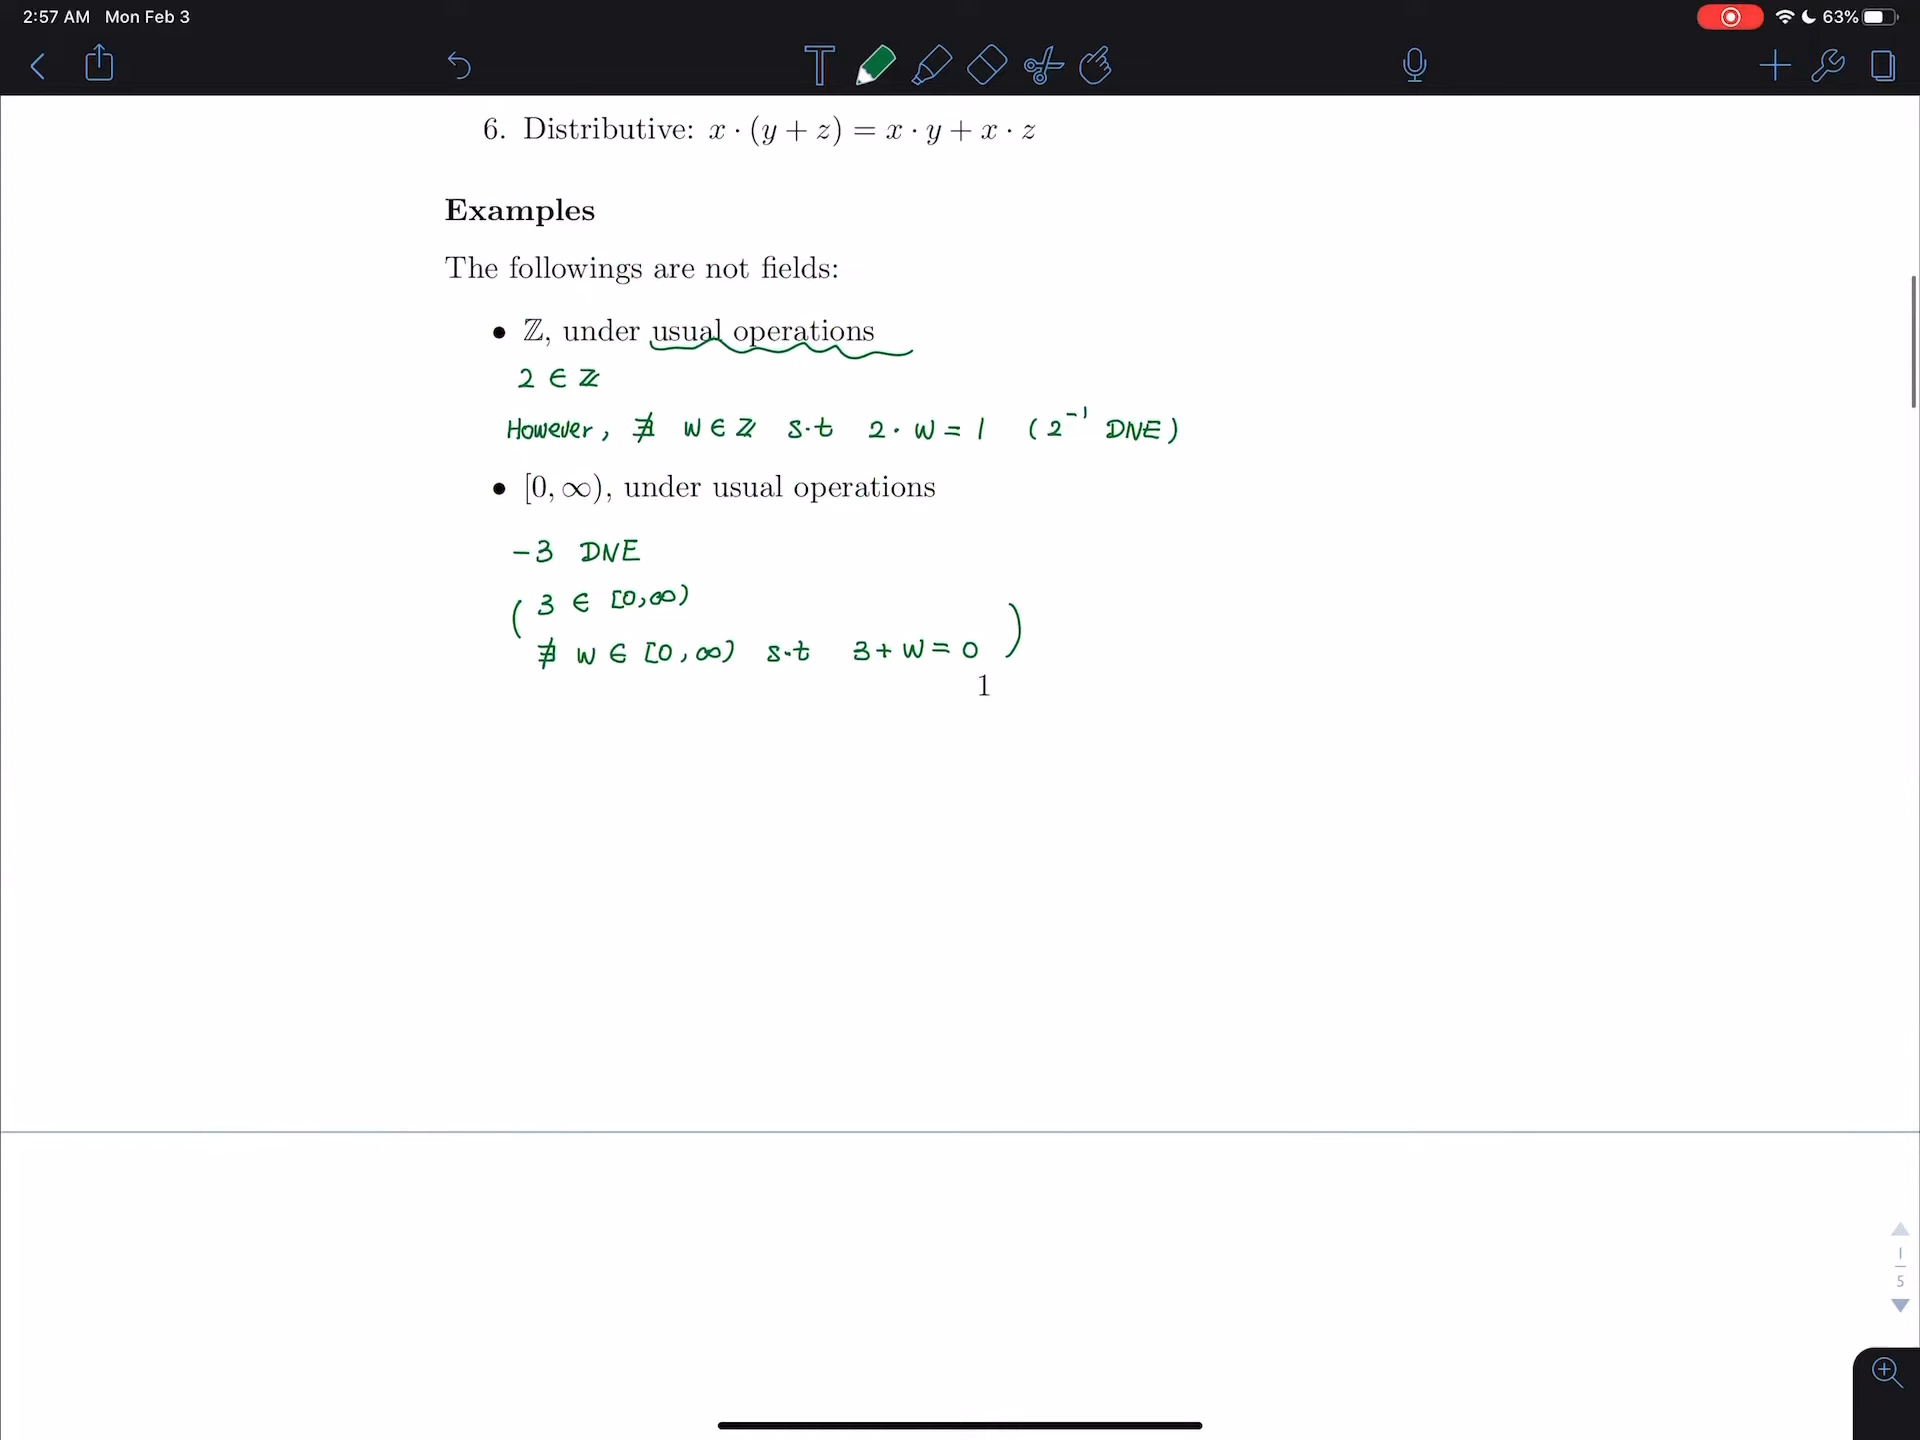 2:57 AM Mon Feb 3 63%
6. Distributive: x · (y + z) = x · y + x · z
Examples
The followings are not fields:
• ℤ, under usual operations
2 ∈ ℤ
However, ∄ w ∈ ℤ s.t 2 · w = 1 (2⁻¹ DNE)
• [0, ∞), under usual operations
-3 DNE
( 3 ∈ [0, ∞)
∄ w ∈ [0, ∞) s.t 3 + w = 0 )
1
1
5